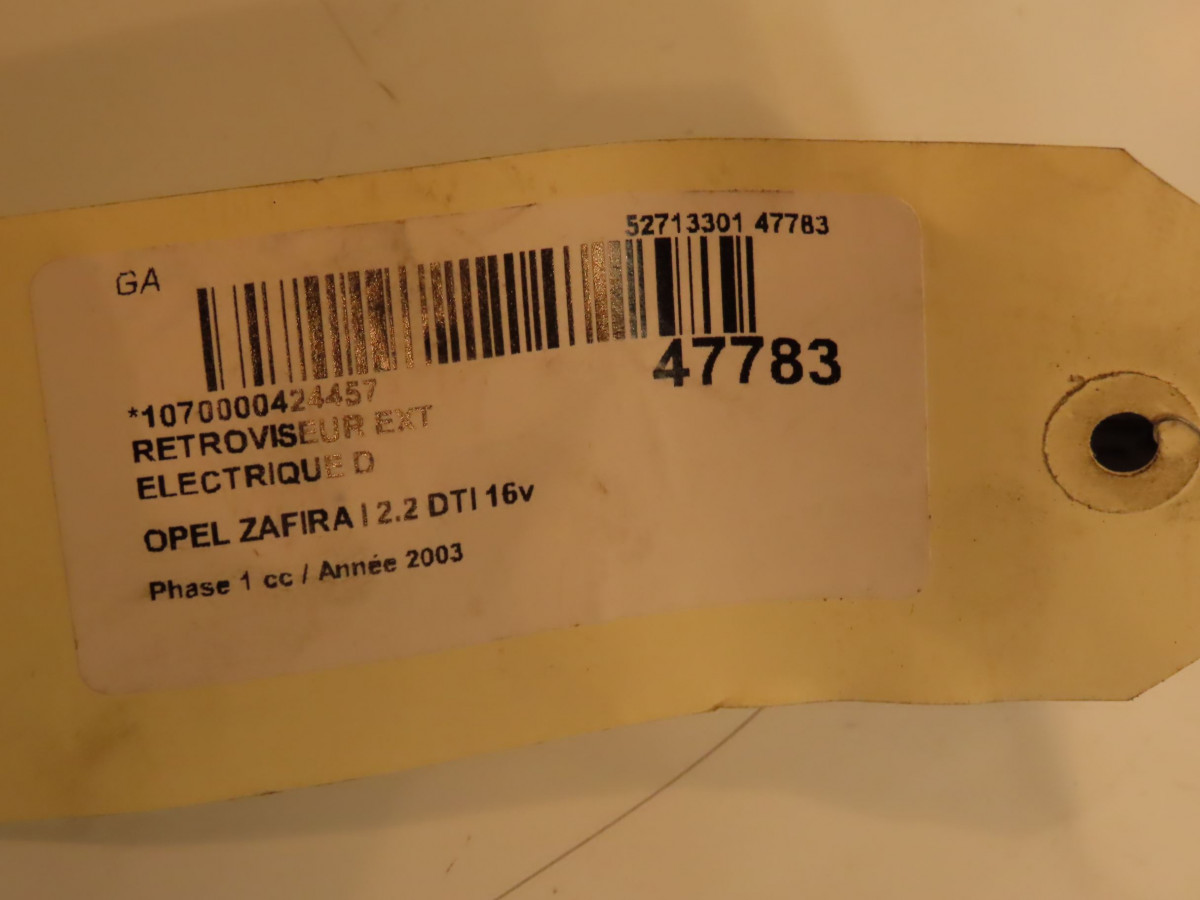 52713301 47783
GA
47783
*1070000424457
RETROVISEUR EXT
ELECTRIQUE D
OPEL ZAFIRA I 2.2 DTI 16v
Phase 1 cc / Année 2003